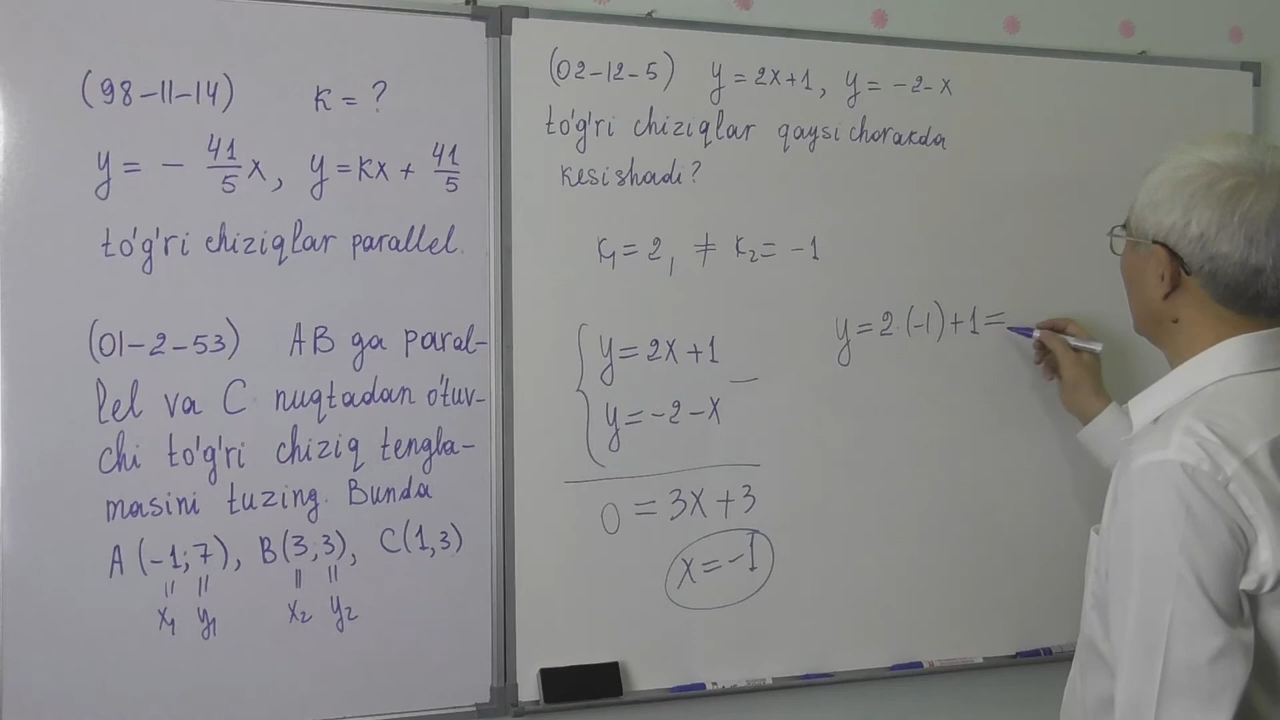 (98-11-14) K = ?
y = - 41/5 x, y = Kx + 41/5
to'g'ri chiziqlar parallel.
(01-2-53) AB ga paral-
lel va C nuqtadan o'tuv-
chi to'g'ri chiziq tengla-
masini tuzing. Bunda
A(-1;7), B(3,3), C(1,3)
= = = =
x₁ y₁ x₂ y₂
(02-12-5) y = 2x+1, y = -2-x
to'g'ri chiziqlar qaysi chorakda
kesishadi?
K₁ = 2, ≠ K₂ = -1
{ y = 2x + 1
-
y = -2 - x
0 = 3x + 3
x = -1
y = 2·(-1)+1 =